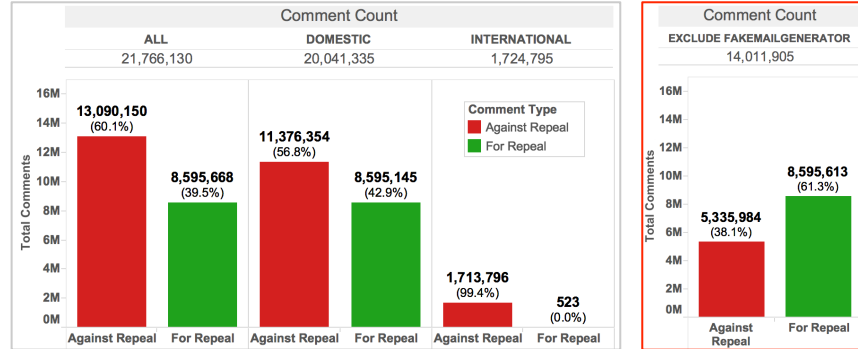 Comment Count
ALL DOMESTIC INTERNATIONAL
21,766,130 20,041,335 1,724,795
Total Comments
16M
14M
12M
10M
8M
6M
4M
2M
0M
13,090,150
(60.1%)
8,595,668
(39.5%)
11,376,354
(56.8%)
8,595,145
(42.9%)
1,713,796
(99.4%)
523
(0.0%)
Comment Type
Against Repeal
For Repeal
Against Repeal For Repeal Against Repeal For Repeal Against Repeal For Repeal
Comment Count
EXCLUDE FAKEMAILGENERATOR
14,011,905
Total Comments
16M
14M
12M
10M
8M
6M
4M
2M
0M
5,335,984
(38.1%)
8,595,613
(61.3%)
Against
Repeal
For Repeal